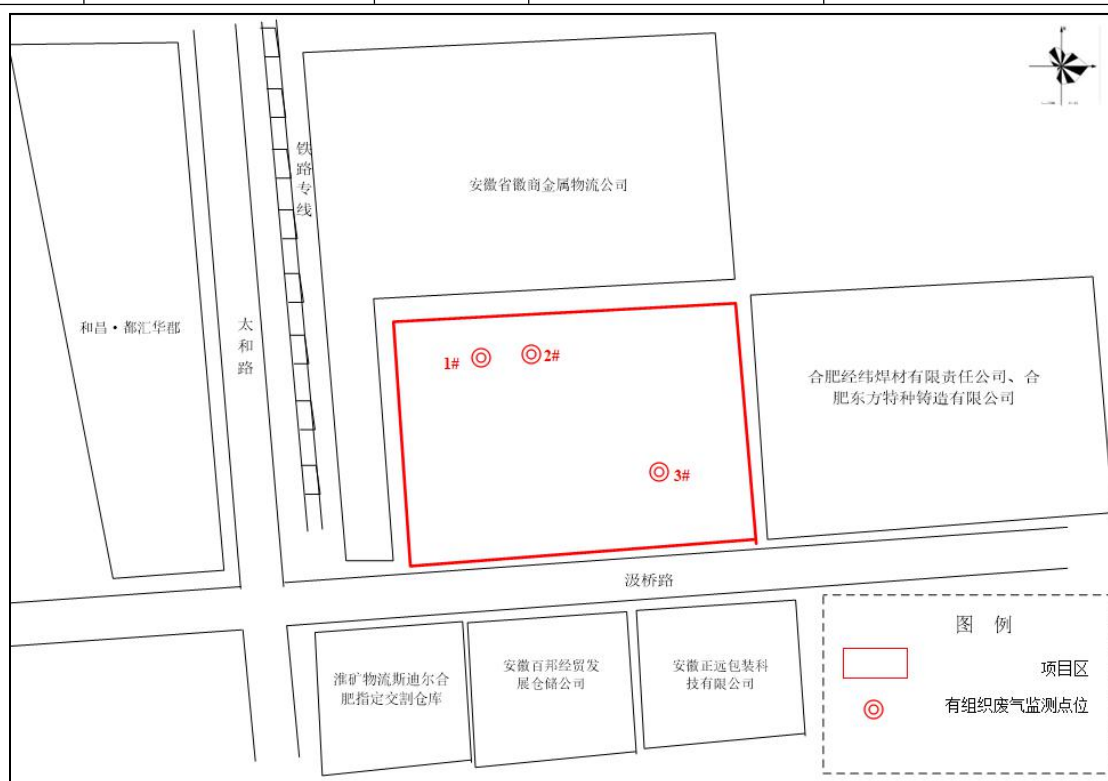 铁路专线
安徽省徽商金属物流公司
和昌·都汇华郡
太和路
1#
2#
合肥经纬焊材有限责任公司、合
肥东方特种铸造有限公司
3#
汲桥路
图 例
项目区
有组织废气监测点位
淮矿物流斯迪尔合
肥指定交割仓库
安徽百邦经贸发
展仓储公司
安徽正远包装科
技有限公司